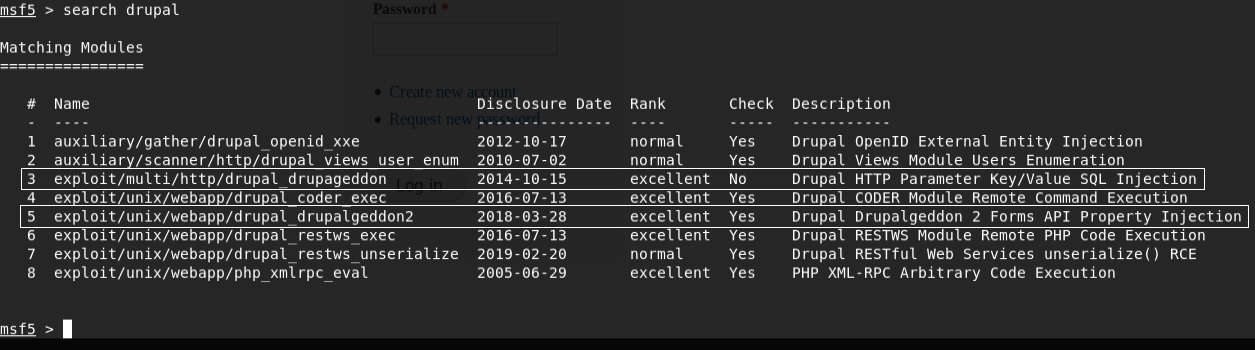 msf5 > search drupal
Password *
Matching Modules
================
• Create new account
# Name Disclosure Date Rank Check Description
- ---- --------------- ---- ----- -----------
• Request new password
1 auxiliary/gather/drupal_openid_xxe 2012-10-17 normal Yes Drupal OpenID External Entity Injection
2 auxiliary/scanner/http/drupal_views_user_enum 2010-07-02 normal Yes Drupal Views Module Users Enumeration
3 exploit/multi/http/drupal_drupageddon 2014-10-15 excellent No Drupal HTTP Parameter Key/Value SQL Injection
Log in
4 exploit/unix/webapp/drupal_coder_exec 2016-07-13 excellent Yes Drupal CODER Module Remote Command Execution
5 exploit/unix/webapp/drupal_drupalgeddon2 2018-03-28 excellent Yes Drupal Drupalgeddon 2 Forms API Property Injection
6 exploit/unix/webapp/drupal_restws_exec 2016-07-13 excellent Yes Drupal RESTWS Module Remote PHP Code Execution
7 exploit/unix/webapp/drupal_restws_unserialize 2019-02-20 normal Yes Drupal RESTful Web Services unserialize() RCE
8 exploit/unix/webapp/php_xmlrpc_eval 2005-06-29 excellent Yes PHP XML-RPC Arbitrary Code Execution
msf5 >